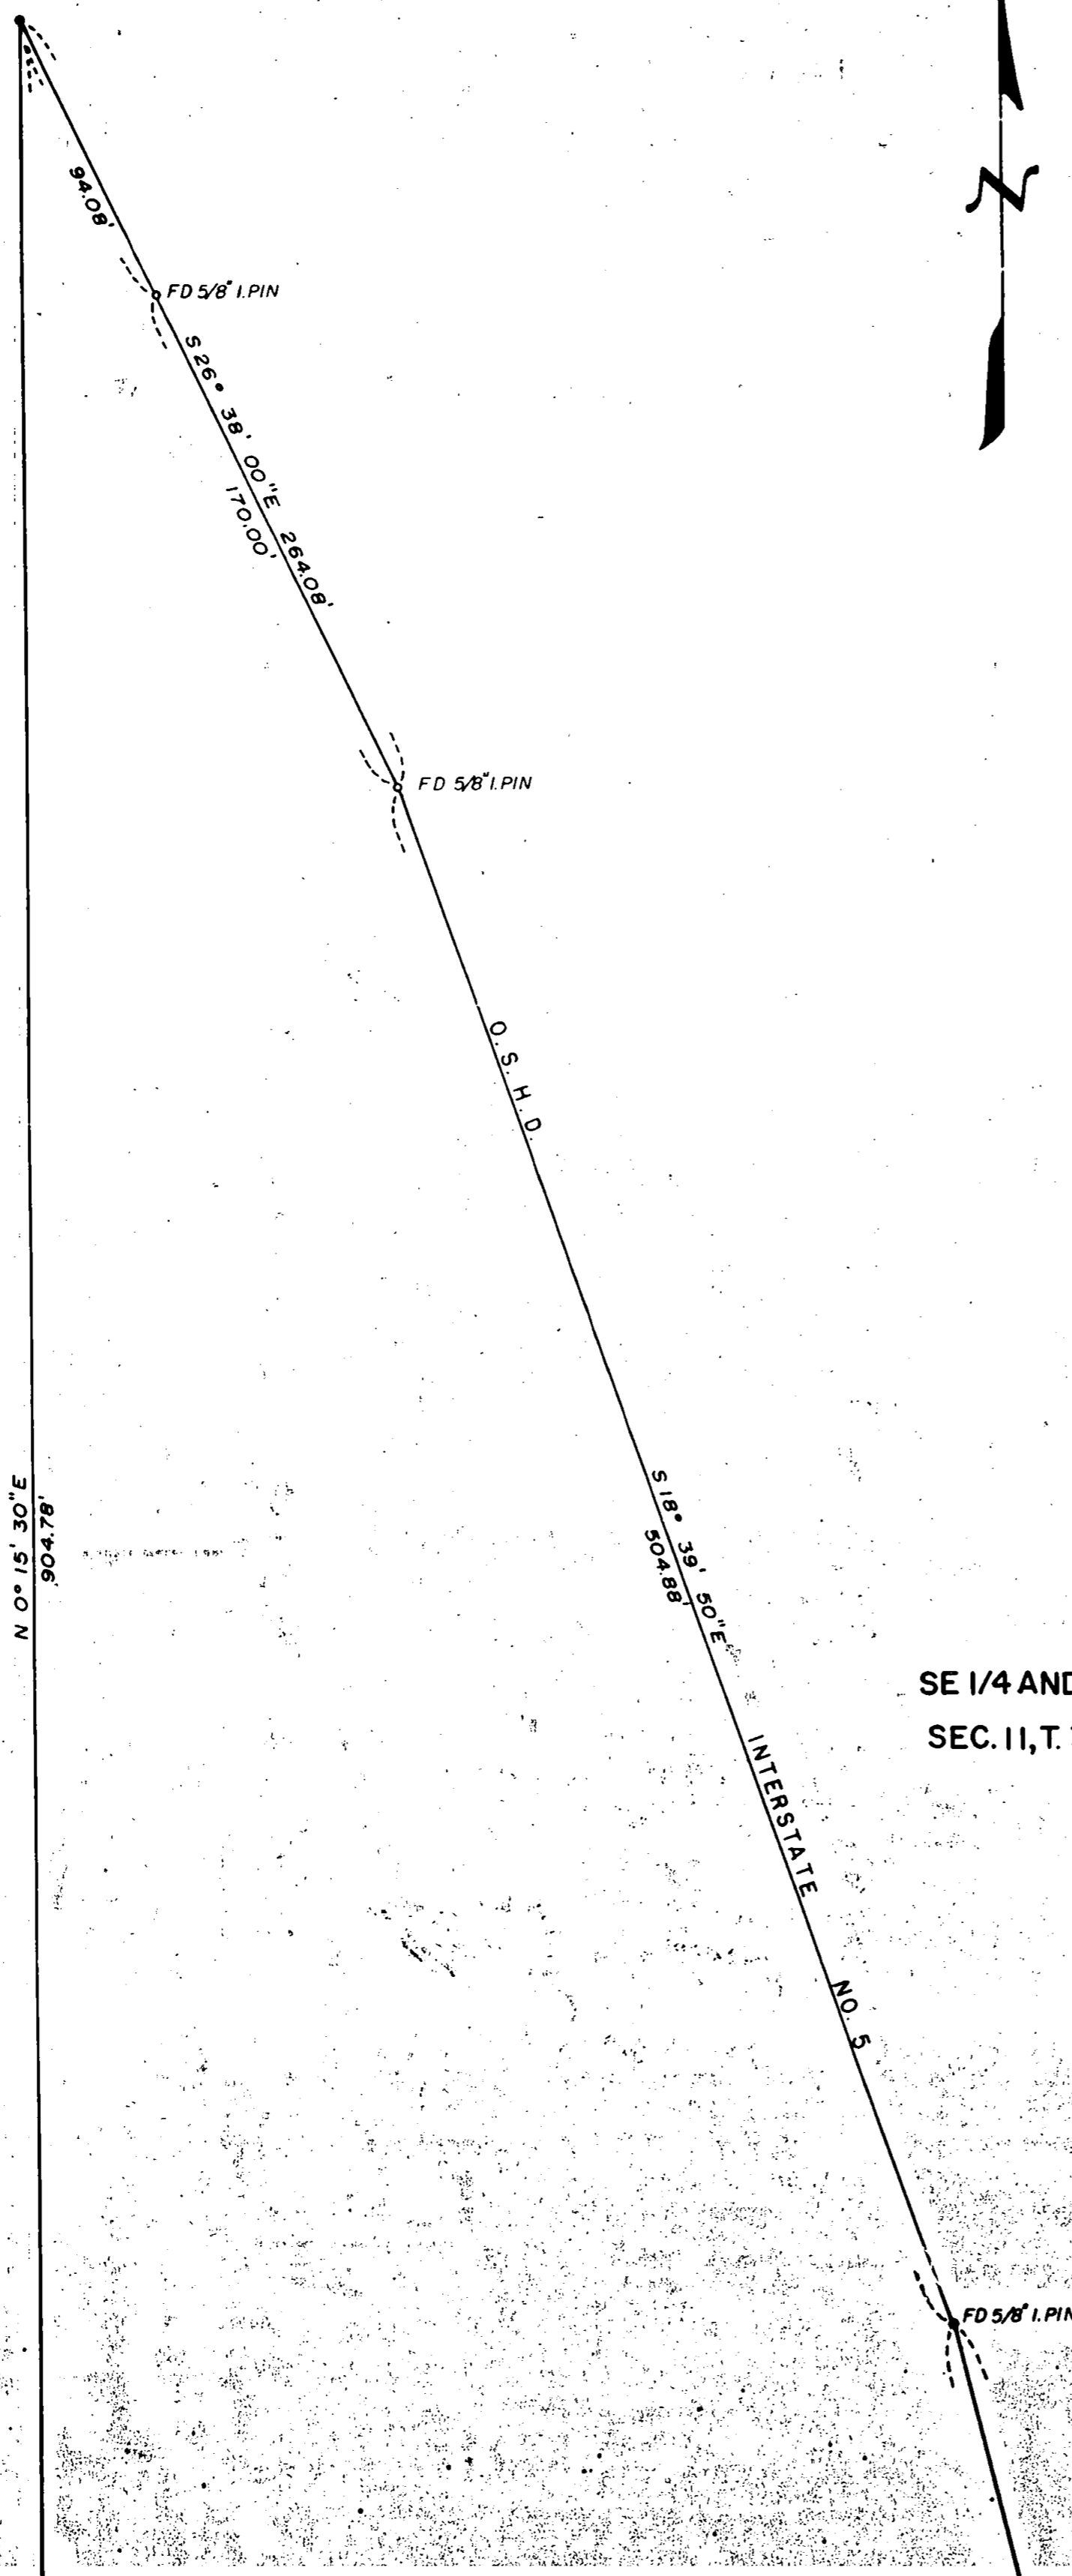 N
94.08'
FD 5/8" I.PIN
S 26° 38' 00"E 264.08'
170.00'
FD 5/8" I.PIN
O. S. H. D.
N 0° 15' 30"E
904.78'
S 18° 39' 50"E
504.88'
SE 1/4 AND
SEC. 11, T.
INTERSTATE NO. 5
FD 5/8" I.PIN